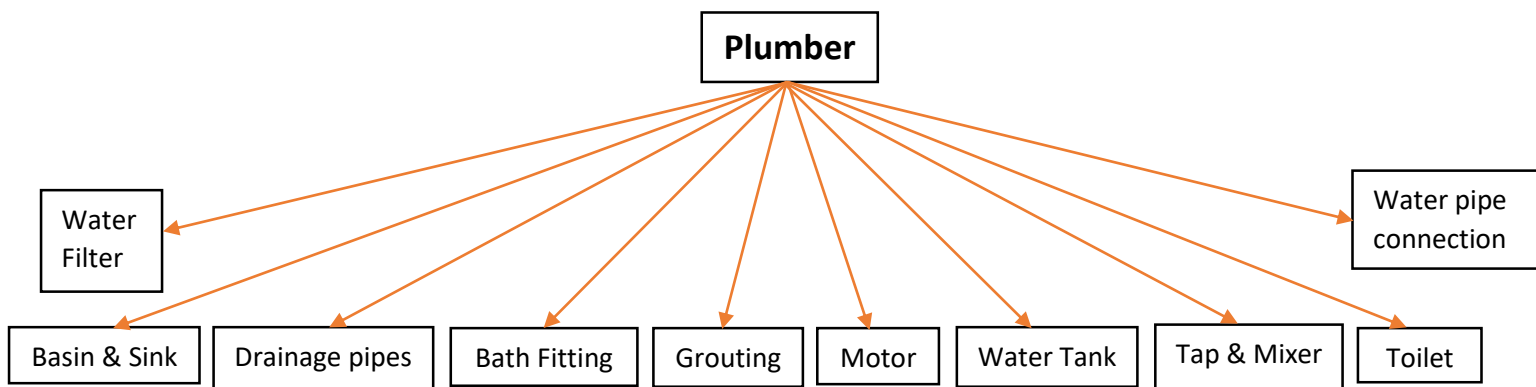 Plumber
Water
Filter
Water pipe
connection
Basin & Sink
Drainage pipes
Bath Fitting
Grouting
Motor
Water Tank
Tap & Mixer
Toilet